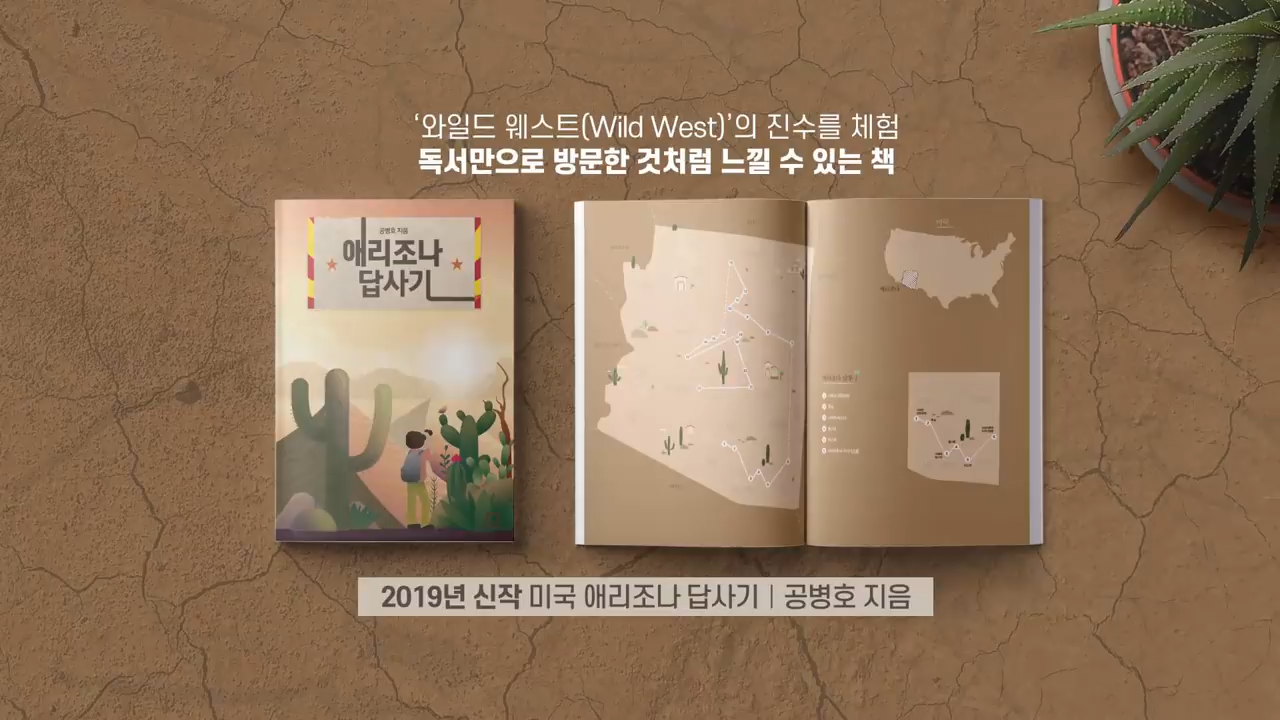 ‘와일드 웨스트(Wild West)’의 진수를 체험
독서만으로 방문한 것처럼 느낄 수 있는 책
공병호 지음
애리조나
답사기
2019년 신작 미국 애리조나 답사기 | 공병호 지음